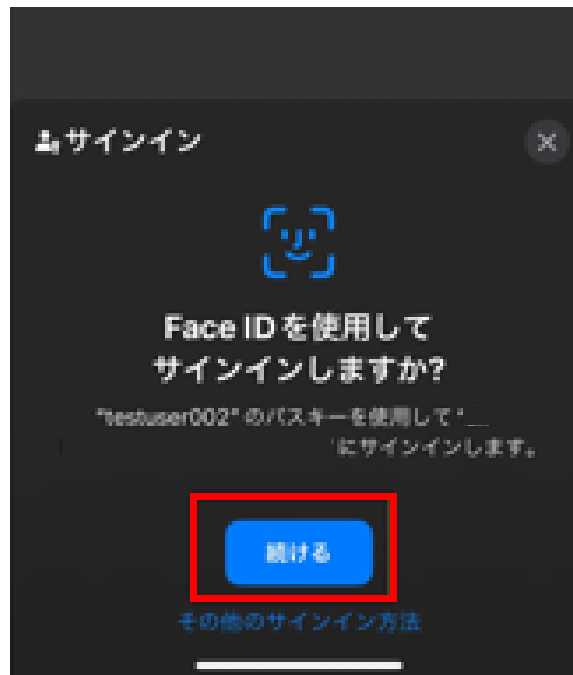 サインイン
Face IDを使用して
サインインしますか?
"testuser002"のパスキーを使用して"
"にサインインします。
続ける
その他のサインイン方法